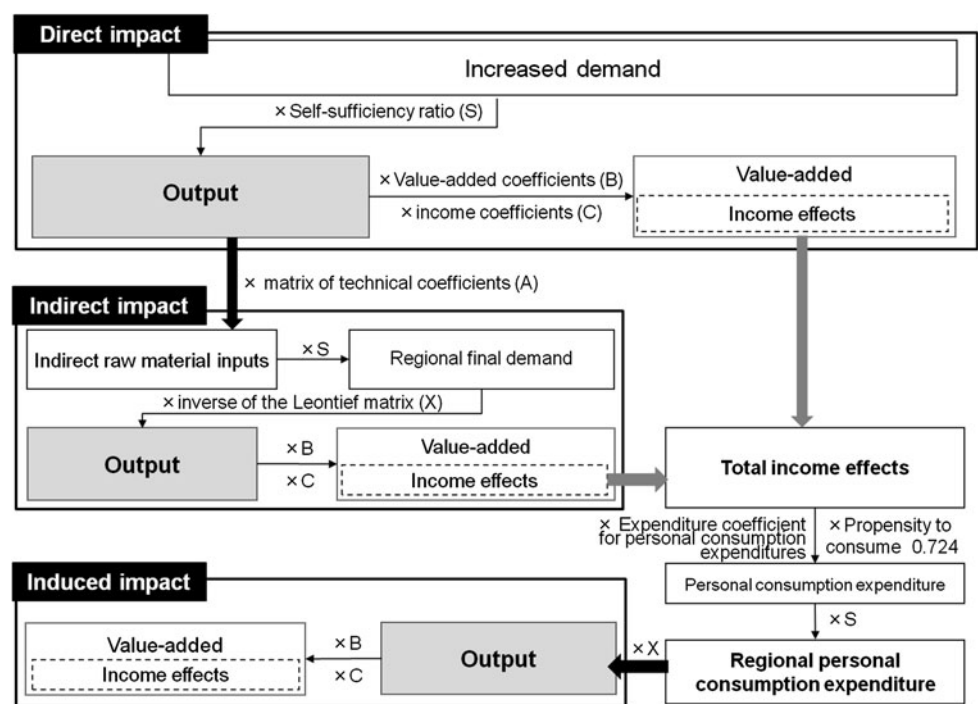 Direct impact
Increased demand
× Self-sufficiency ratio (S)
Output
× Value-added coefficients (B)
× income coefficients (C)
Value-added
Income effects
× matrix of technical coefficients (A)
Indirect impact
Indirect raw material inputs
× S
Regional final demand
× inverse of the Leontief matrix (X)
Output
× B
× C
Value-added
Income effects
Total income effects
× Expenditure coefficient
for personal consumption
expenditures
× Propensity to
consume 0.724
Personal consumption expenditure
× S
Regional personal
consumption expenditure
× X
Induced impact
Output
× B
× C
Value-added
Income effects